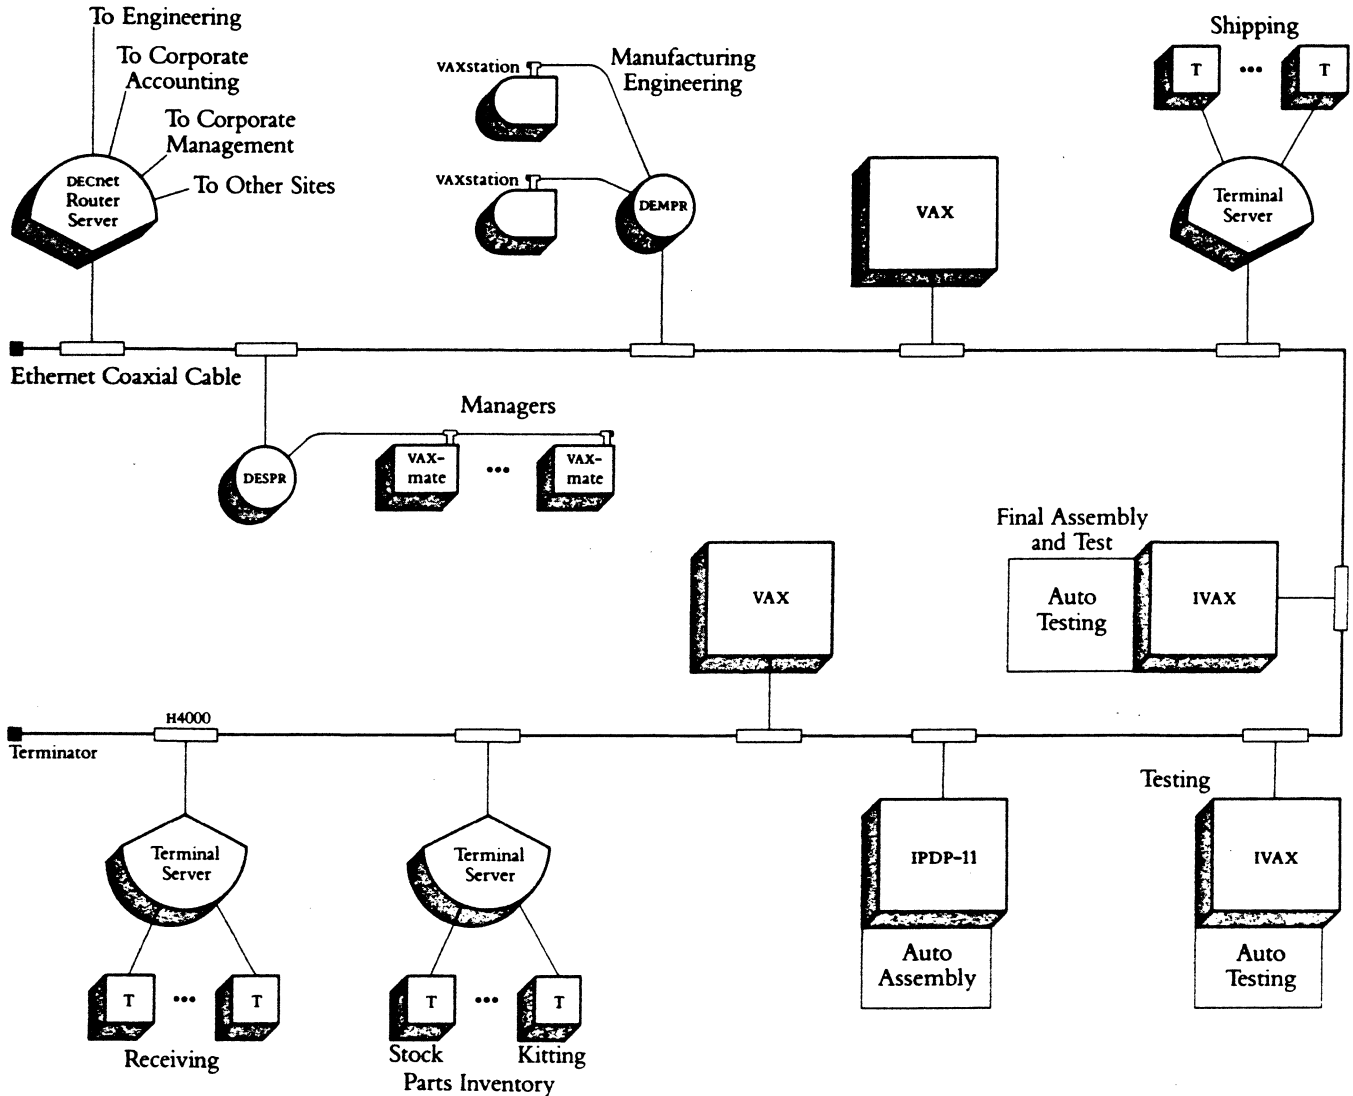 To Engineering
To Corporate
Accounting
To Corporate
Management
To Other Sites
DECnet
Router
Server
VAXstation
VAXstation
Manufacturing
Engineering
DEMPR
VAX
Shipping
T ••• T
Terminal
Server
Ethernet Coaxial Cable
Managers
DESPR
VAX-
mate
•••
VAX-
mate
Final Assembly
and Test
Auto
Testing
IVAX
VAX
H4000
Terminator
Terminal
Server
T ••• T
Receiving
Terminal
Server
T ••• T
Stock Kitting
Parts Inventory
IPDP-11
Auto
Assembly
Testing
IVAX
Auto
Testing